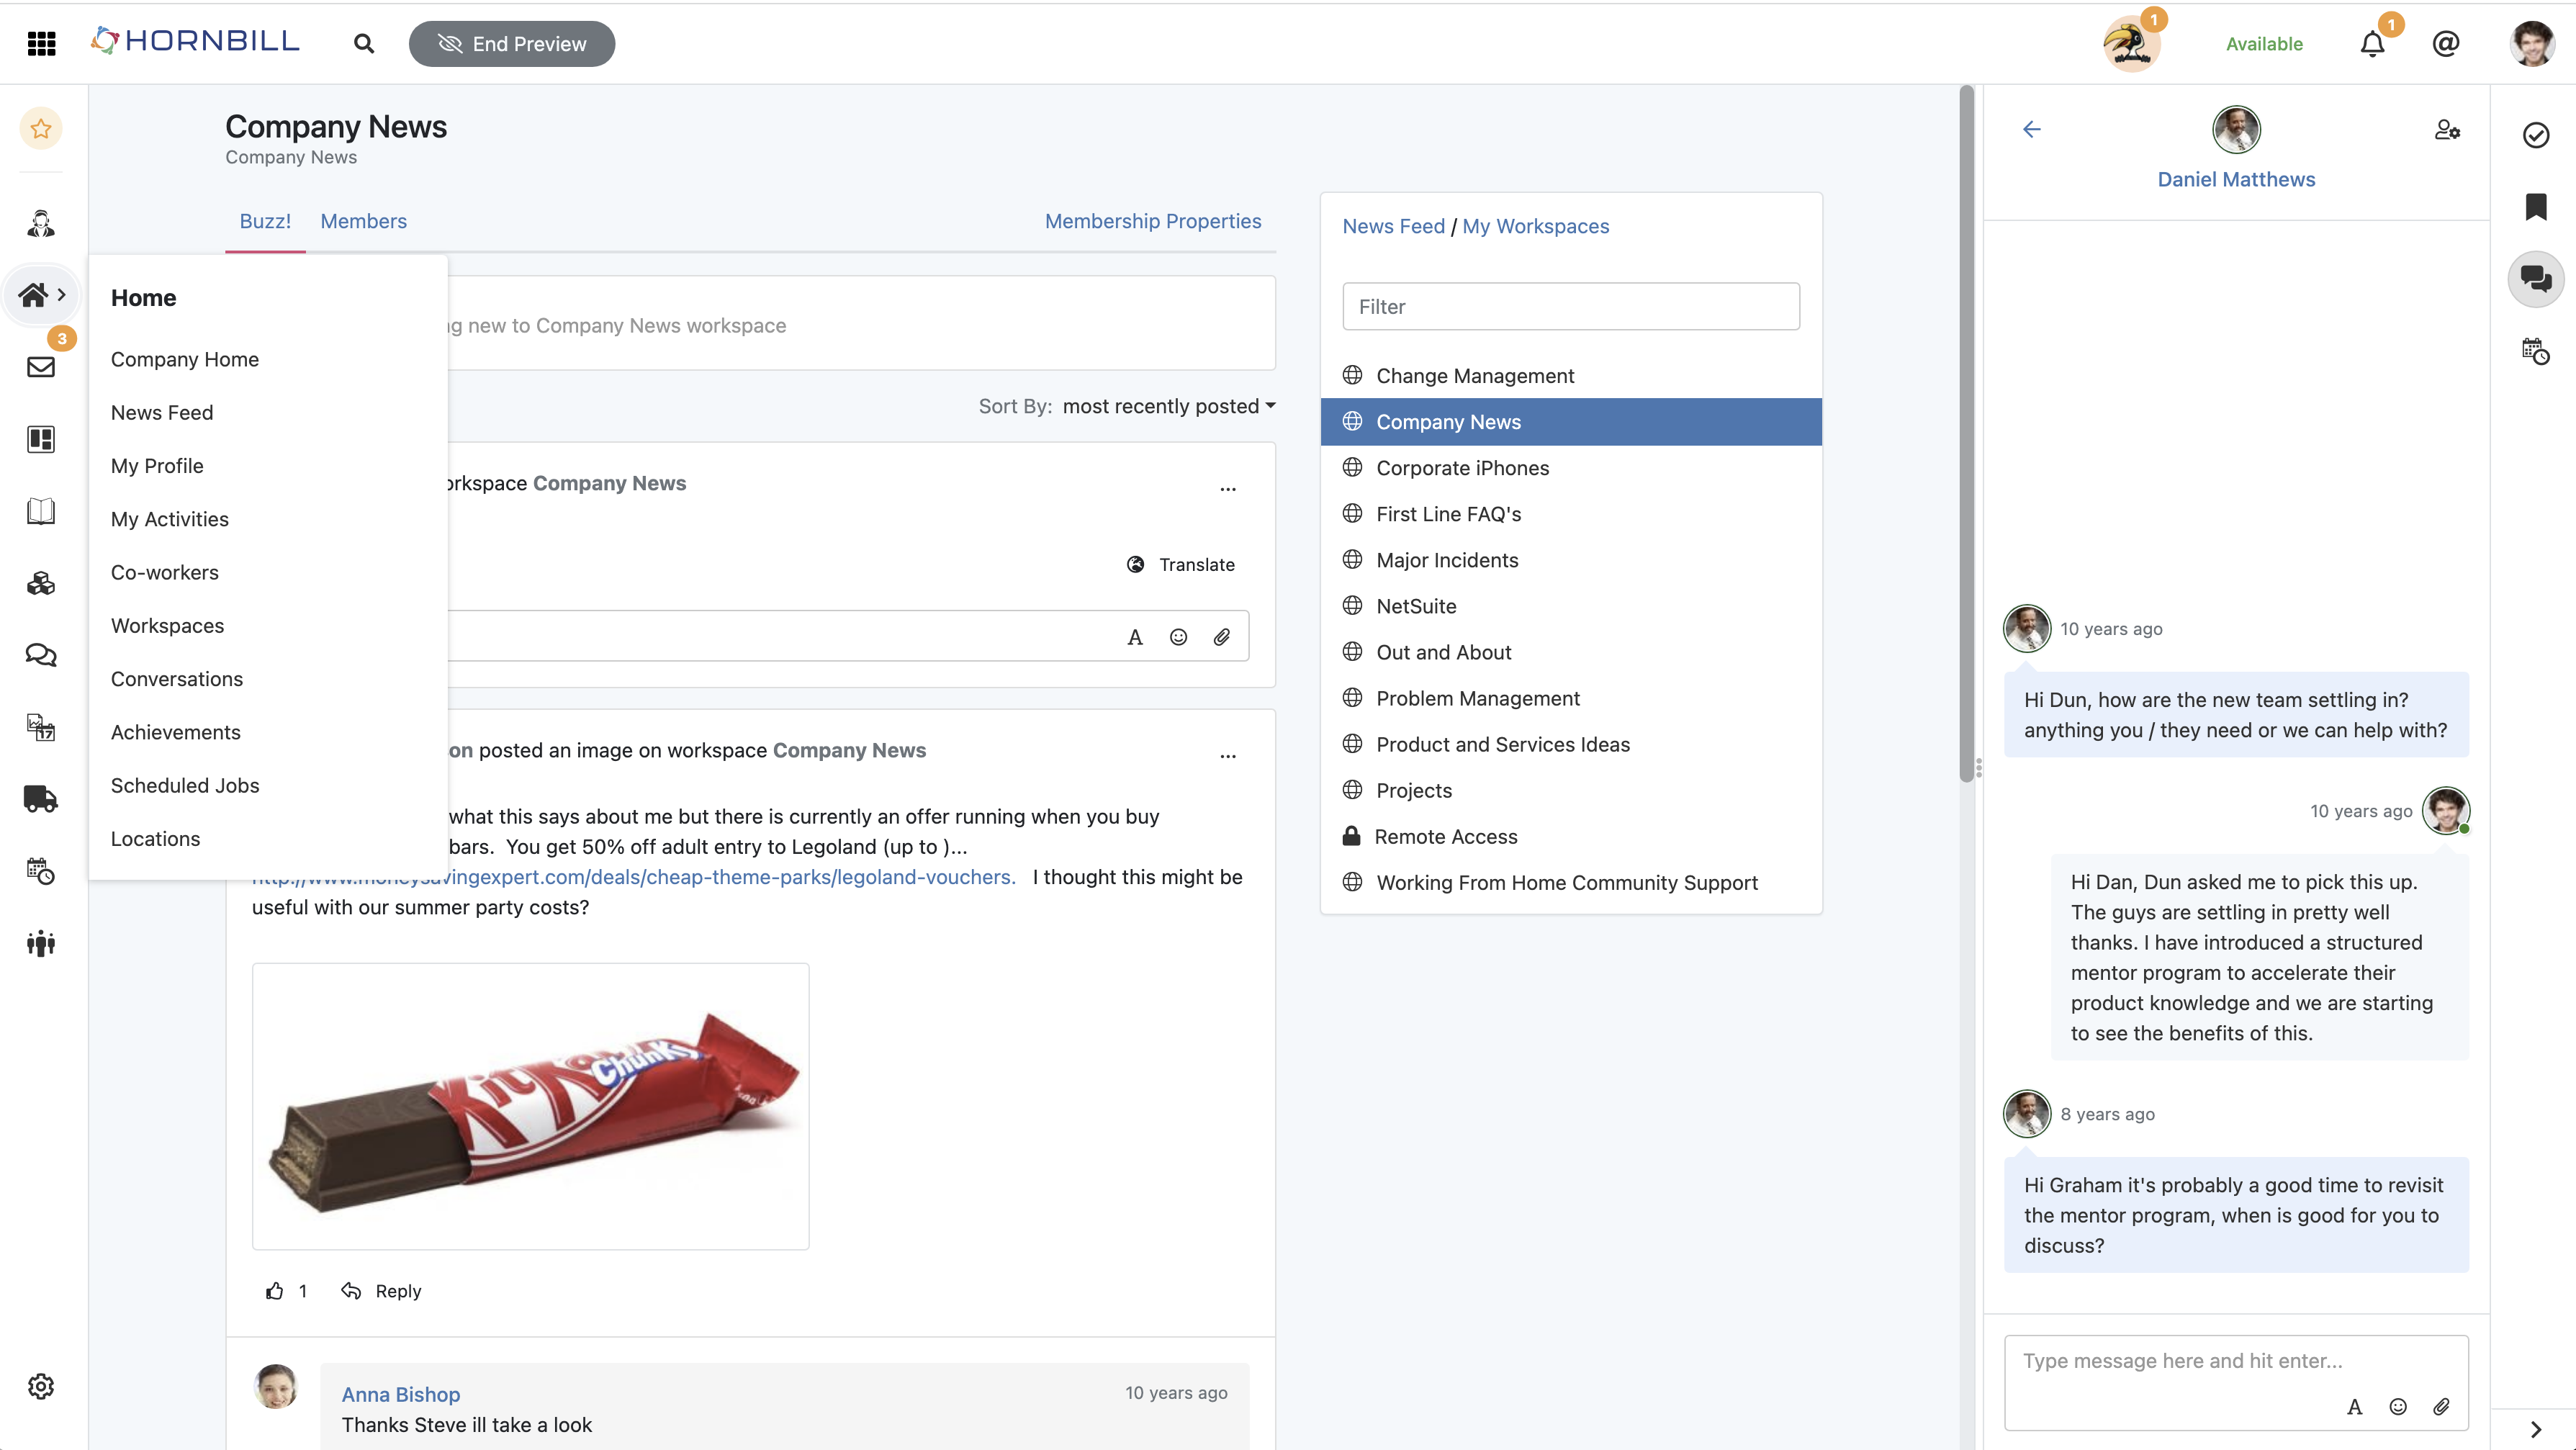 HORNBILL
End Preview
1
Available
1
Company News
Company News
Buzz!
Members
Membership Properties
3
Home
Company Home
News Feed
My Profile
My Activities
Co-workers
Workspaces
Conversations
Achievements
Scheduled Jobs
Locations
new to Company News workspace
Sort By: most recently posted
Company News
...
Translate
A
posted an image on workspace Company News
...
what this says about me but there is currently an offer running when you buy
bars. You get 50% off adult entry to Legoland (up to )...
http://www.moneysavingexpert.com/deals/cheap-theme-parks/legoland-vouchers. I thought this might be
useful with our summer party costs?
KitKat
Chunky
1
Reply
Anna Bishop
10 years ago
Thanks Steve ill take a look
News Feed / My Workspaces
Filter
Change Management
Company News
Corporate iPhones
First Line FAQ's
Major Incidents
NetSuite
Out and About
Problem Management
Product and Services Ideas
Projects
Remote Access
Working From Home Community Support
Daniel Matthews
10 years ago
Hi Dun, how are the new team settling in?
anything you / they need or we can help with?
10 years ago
Hi Dan, Dun asked me to pick this up.
The guys are settling in pretty well
thanks. I have introduced a structured
mentor program to accelerate their
product knowledge and we are starting
to see the benefits of this.
8 years ago
Hi Graham it's probably a good time to revisit
the mentor program, when is good for you to
discuss?
Type message here and hit enter...
A
17